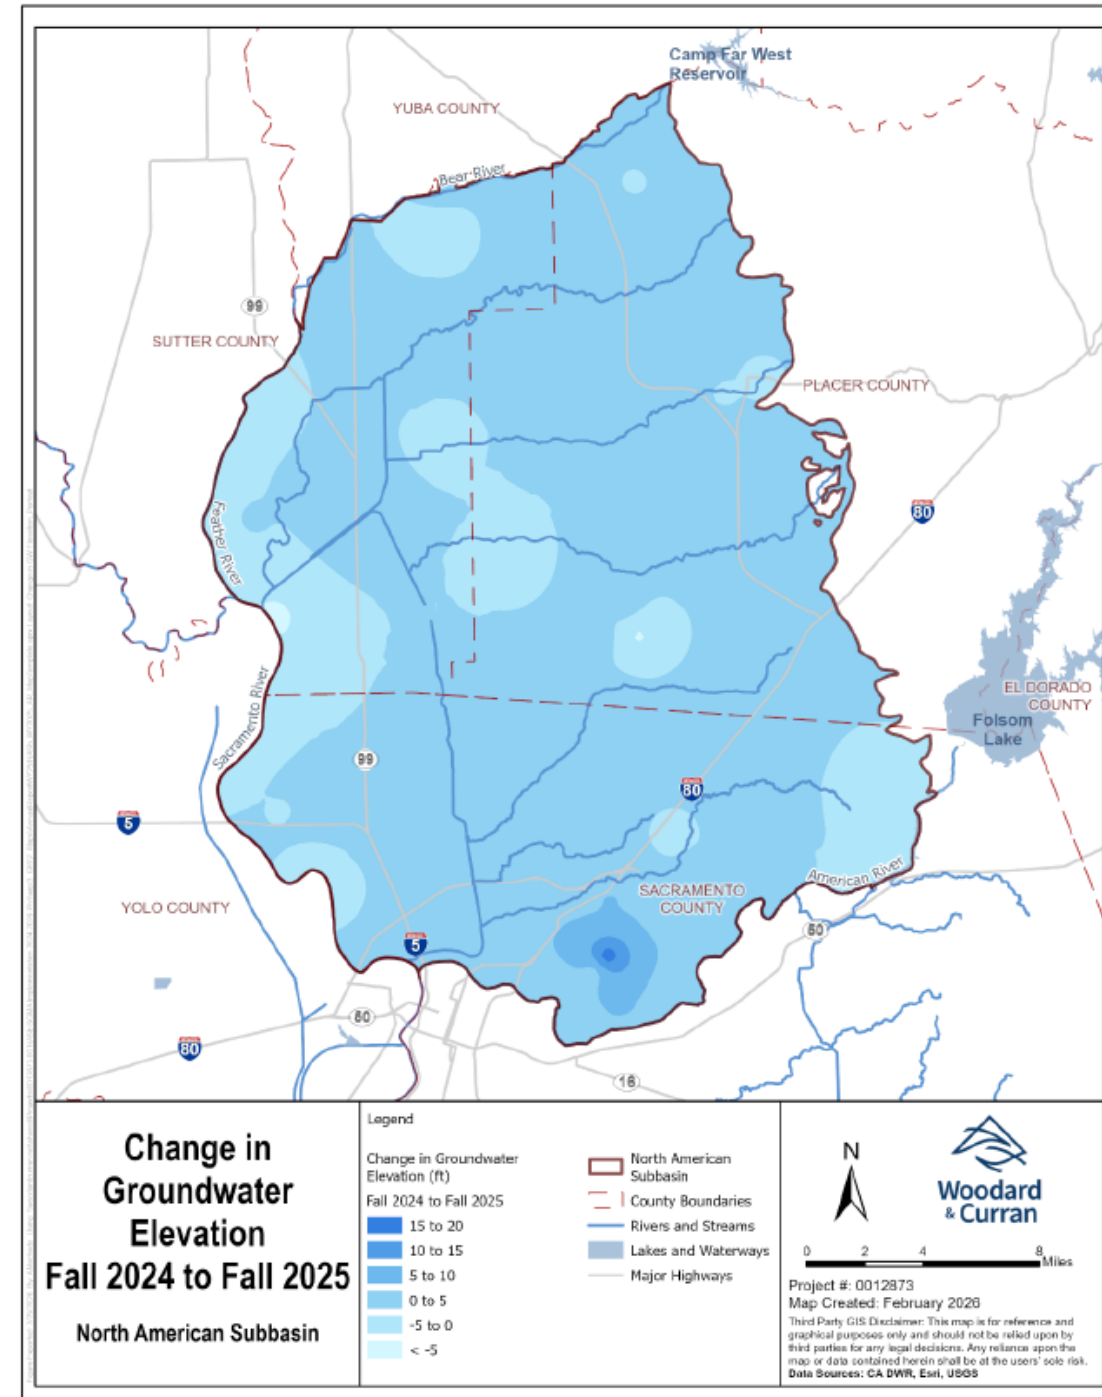 Camp Far West
Reservoir
YUBA COUNTY
Bear River
99
SUTTER COUNTY
PLACER COUNTY
80
Feather River
EL DORADO
COUNTY
Sacramento River
Folsom
Lake
99
80
5
American River
SACRAMENTO
COUNTY
YOLO COUNTY
50
5
50
80
16
Change in
Groundwater
Elevation
Fall 2024 to Fall 2025
North American Subbasin
Legend
Change in Groundwater
Elevation (ft)
Fall 2024 to Fall 2025
15 to 20
10 to 15
5 to 10
0 to 5
-5 to 0
< -5
North American
Subbasin
County Boundaries
Rivers and Streams
Lakes and Waterways
Major Highways
N
Woodard
& Curran
0 2 4 8
Miles
Project #: 0012873
Map Created: February 2026
Third Party GIS Disclaimer: This map is for reference and
graphical purposes only and should not be relied upon by
third parties for any legal decisions. Any reliance upon the
map or data contained herein shall be at the users' sole risk.
Data Sources: CA DWR, Esri, USGS